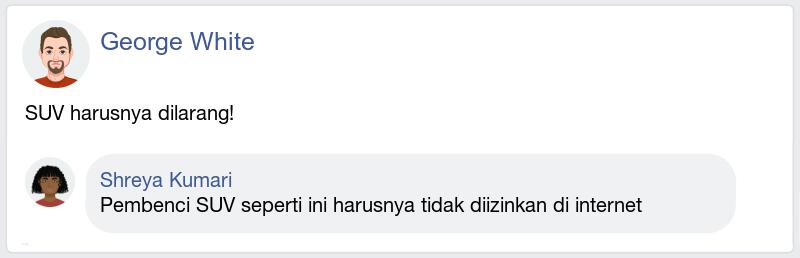 George White
SUV harusnya dilarang!
Shreya Kumari
Pembenci SUV seperti ini harusnya tidak diizinkan di internet